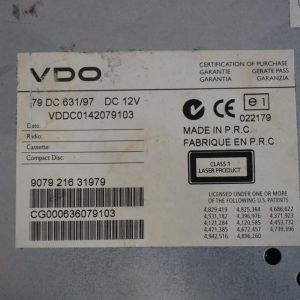 VDO
CERTIFICATION OF PURCHASE
GARANTIE GERATE PASS
GARANTIA GARANZIA
79 DC 631/97 DC 12V
VDDC0142079103
Date:
Radio:
Cassette:
Compact Disc:
e1
022179
MADE IN P.R.C.
FABRIQUE EN P.R.C.
CLASS 1
LASER PRODUCT
9079 216 31979
CG000636079103
LICENSED UNDER ONE OR MORE
OF THE FOLLOWING U.S. PATENTS
4,829,419 4,825,364 4,686,622
4,531,182 4,396,976 4,371,923
4,121,284 4,120,585 4,453,732
4,471,385 4,672,457 4,739,396
4,942,516 4,896,260